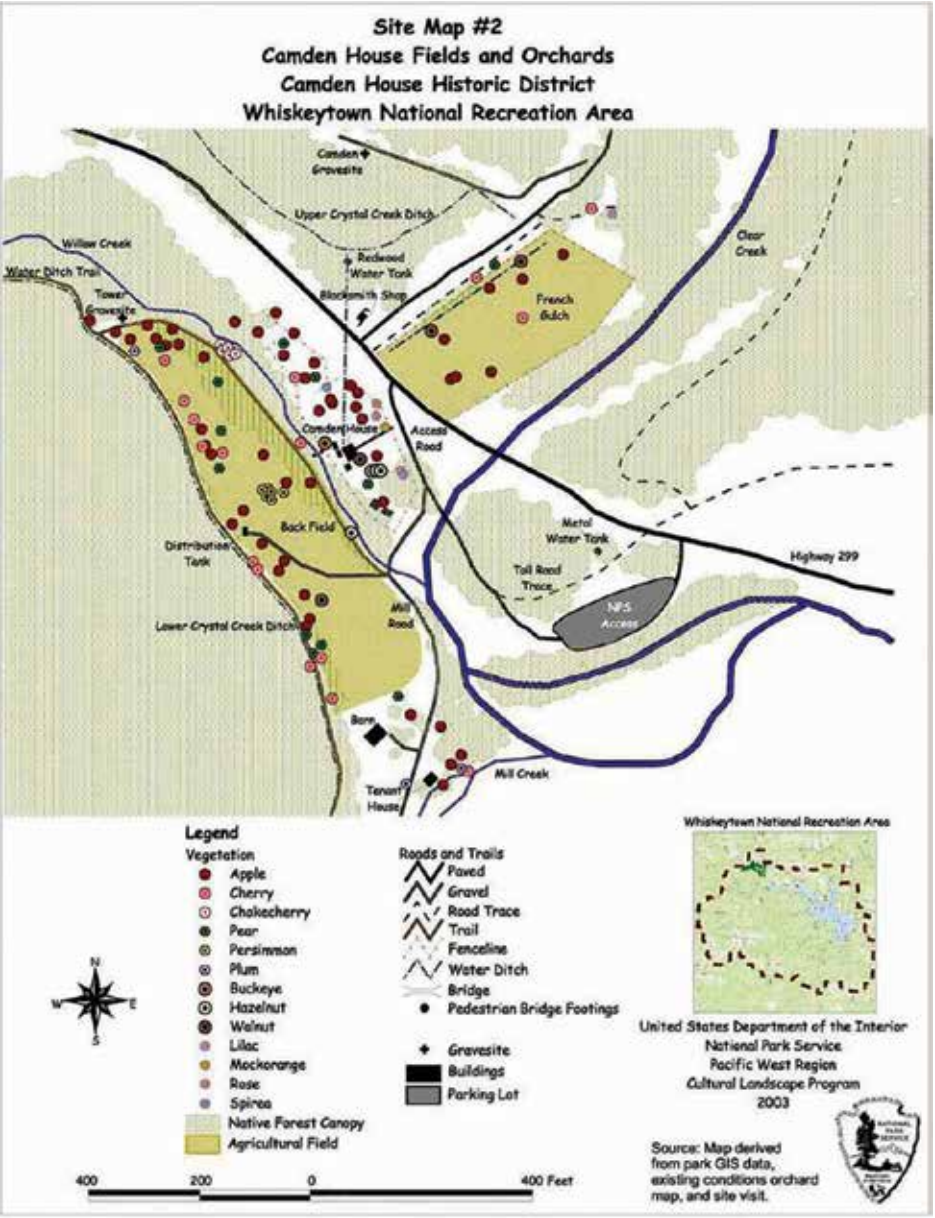 Site Map #2
Camden House Fields and Orchards
Camden House Historic District
Whiskeytown National Recreation Area
Camden
Gravesite
Upper Crystal Creek Ditch
Willow Creek
Water Ditch Trail
Tower
Gravesite
Redwood
Water Tank
Blacksmith Shop
French
Gulch
Clear
Creek
Camden House
Access
Road
Back Field
Distribution
Tank
Metal
Water Tank
Toll Road
Trace
Highway 299
NPS
Access
Mill
Road
Lower Crystal Creek Ditch
Barn
Tenant
House
Mill Creek
Legend
Vegetation
Apple
Cherry
Chokecherry
Pear
Persimmon
Plum
Buckeye
Hazelnut
Walnut
Lilac
Mockorange
Rose
Spirea
Native Forest Canopy
Agricultural Field
Roads and Trails
Paved
Gravel
Road Trace
Trail
Fenceline
Water Ditch
Bridge
Pedestrian Bridge Footings
Gravesite
Buildings
Parking Lot
N
W E
S
Whiskeytown National Recreation Area
United States Department of the Interior
National Park Service
Pacific West Region
Cultural Landscape Program
2003
NATIONAL
PARK
SERVICE
Source: Map derived
from park GIS data,
existing conditions orchard
map, and site visit.
400 200 0 400 Feet